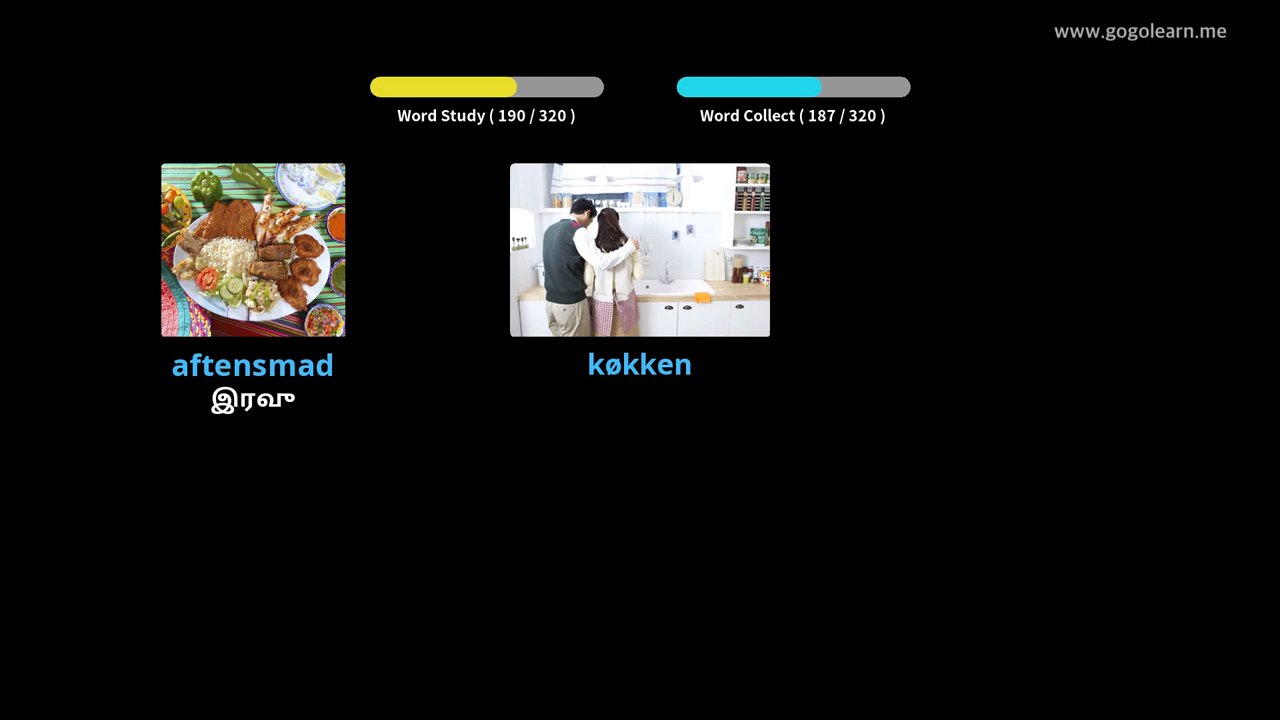 www.gogolearn.me
Word Study ( 190 / 320 )
Word Collect ( 187 / 320 )
aftensmad
இரவு
køkken